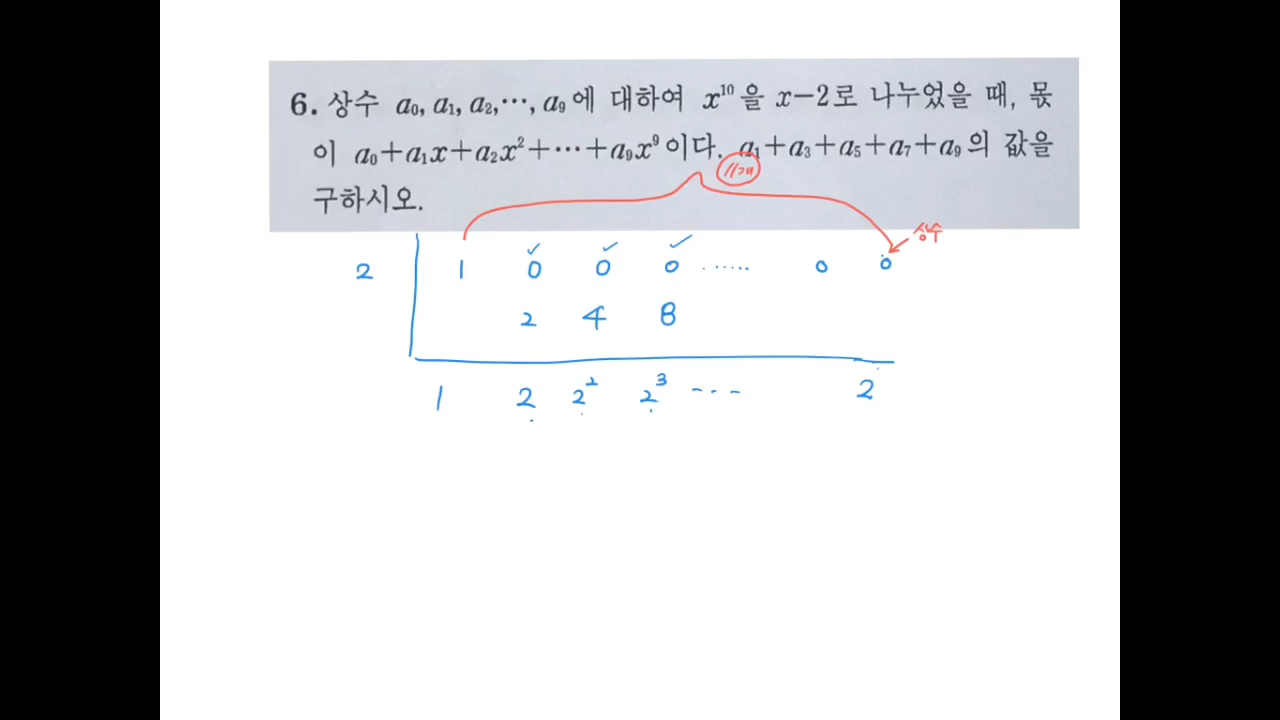 6. 상수 a₀, a₁, a₂, ⋯, a₉에 대하여 x¹⁰을 x−2로 나누었을 때, 몫
이 a₀+a₁x+a₂x²+⋯+a₉x⁹이다. a₁+a₃+a₅+a₇+a₉의 값을
구하시오.
11개
상수
2 1 0 0 0 ⋯⋯ 0 0
2 4 8
1 2 2² 2³ ⋯ 2